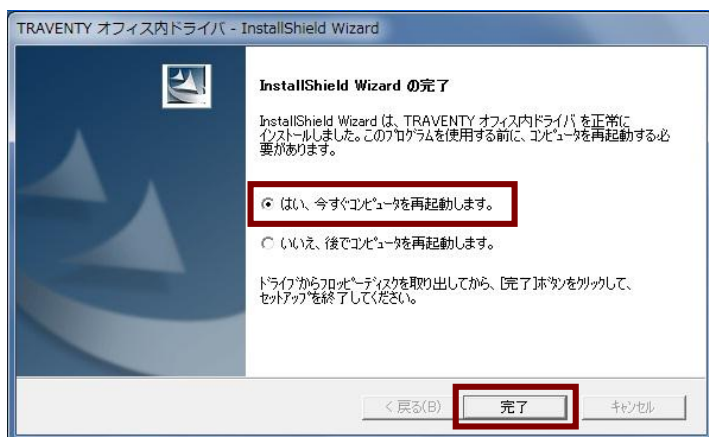 TRAVENTY オフィス内ドライバ - InstallShield Wizard
InstallShield Wizard の完了
InstallShield Wizard は、TRAVENTY オフィス内ドライバ を正常に
インストールしました。このプログラムを使用する前に、コンピュータを再起動する必
要があります。
はい、今すぐコンピュータを再起動します。
いいえ、後でコンピュータを再起動します。
ドライブからフロッピーディスクを取り出してから、[完了]ボタンをクリックして、
セットアップを終了してください。
< 戻る(B)
完了
キャンセル